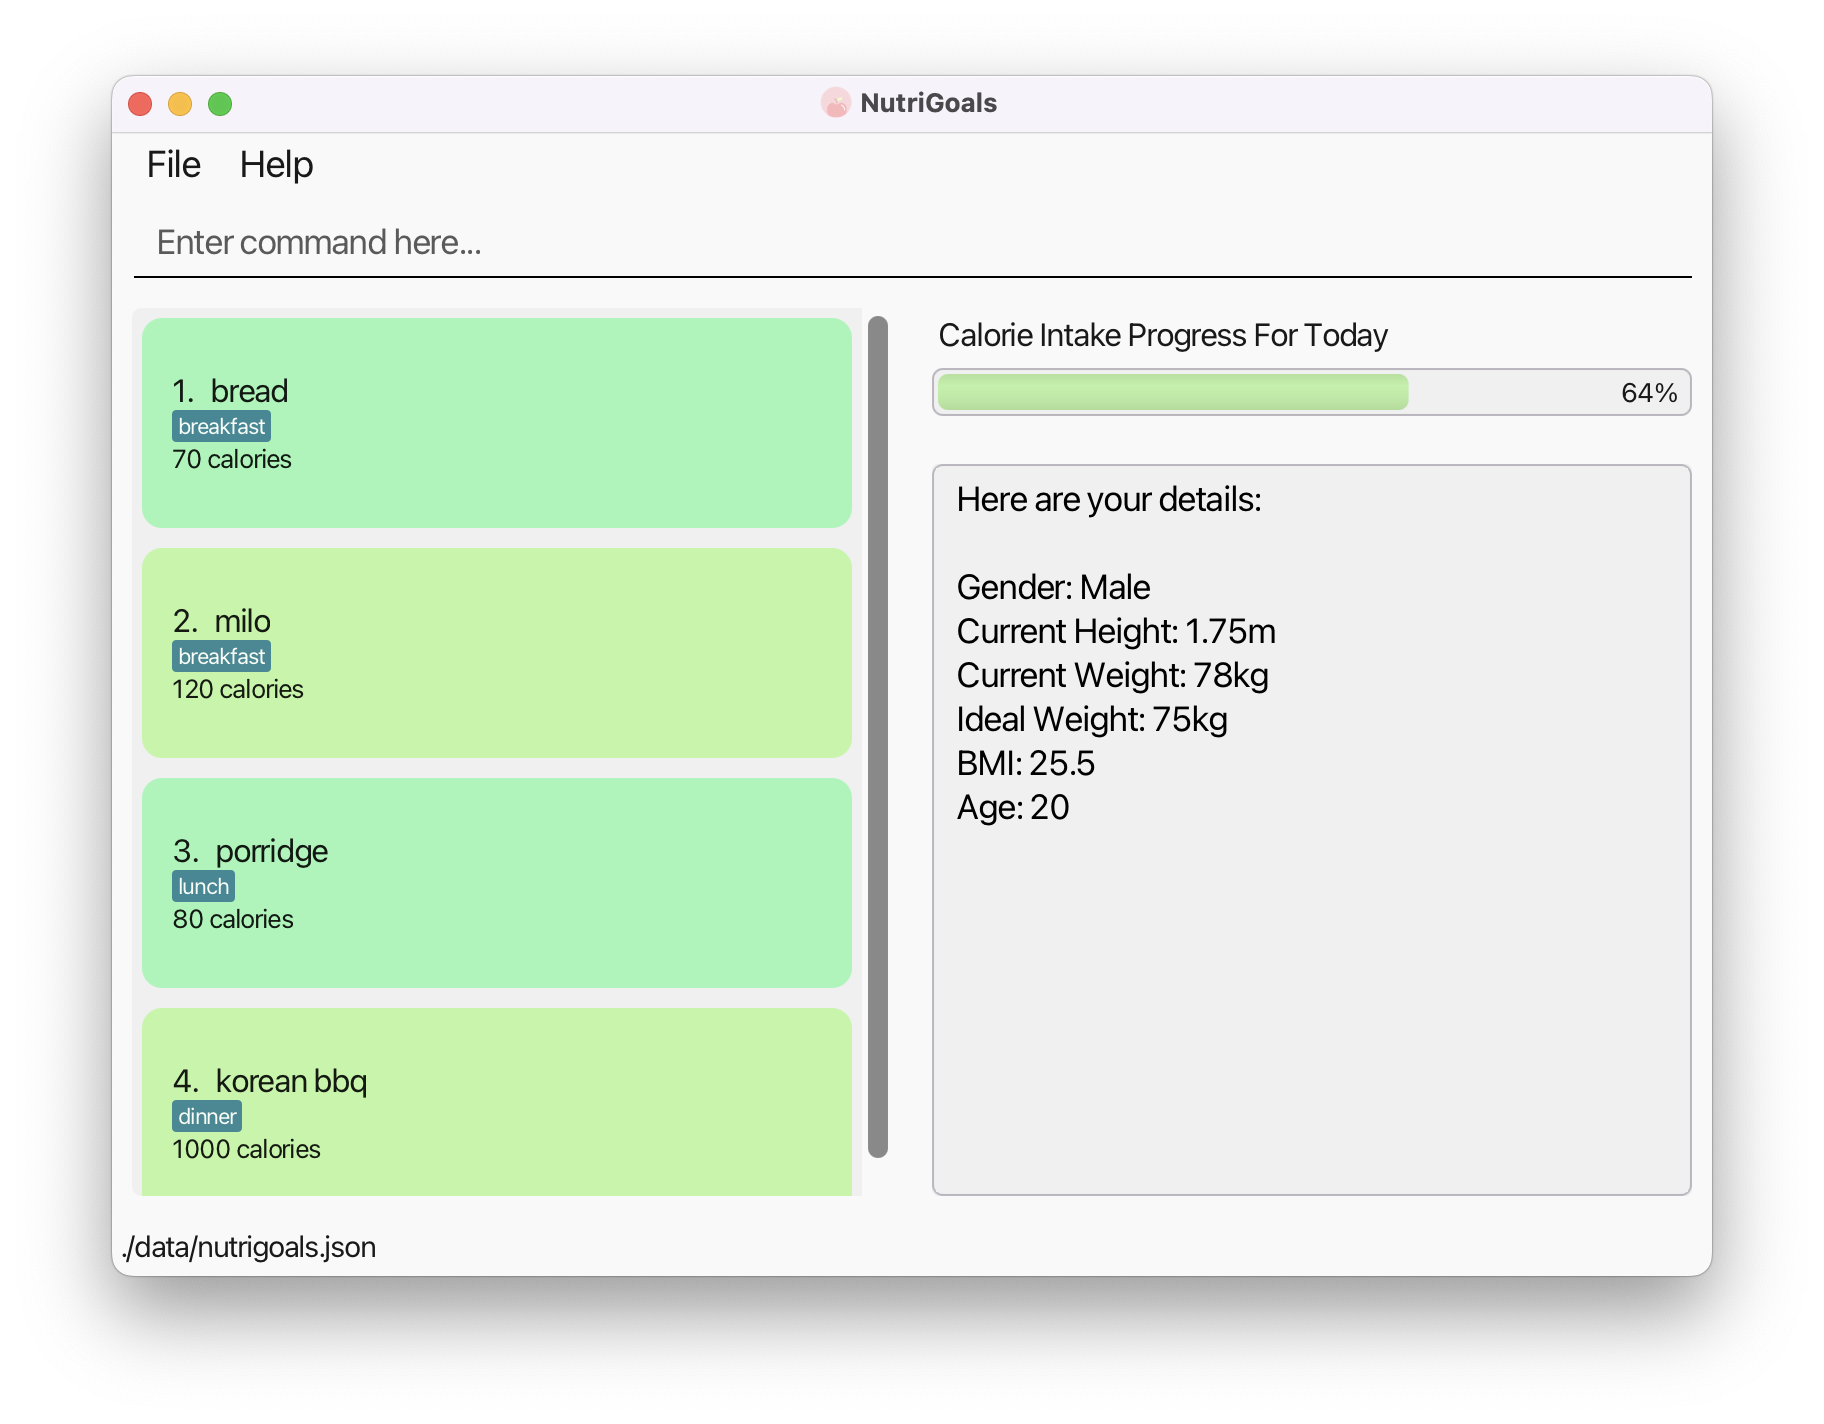 NutriGoals
File Help
Enter command here...
1. bread
breakfast
70 calories
2. milo
breakfast
120 calories
3. porridge
lunch
80 calories
4. korean bbq
dinner
1000 calories
Calorie Intake Progress For Today
64%
Here are your details:
Gender: Male
Current Height: 1.75m
Current Weight: 78kg
Ideal Weight: 75kg
BMI: 25.5
Age: 20
./data/nutrigoals.json